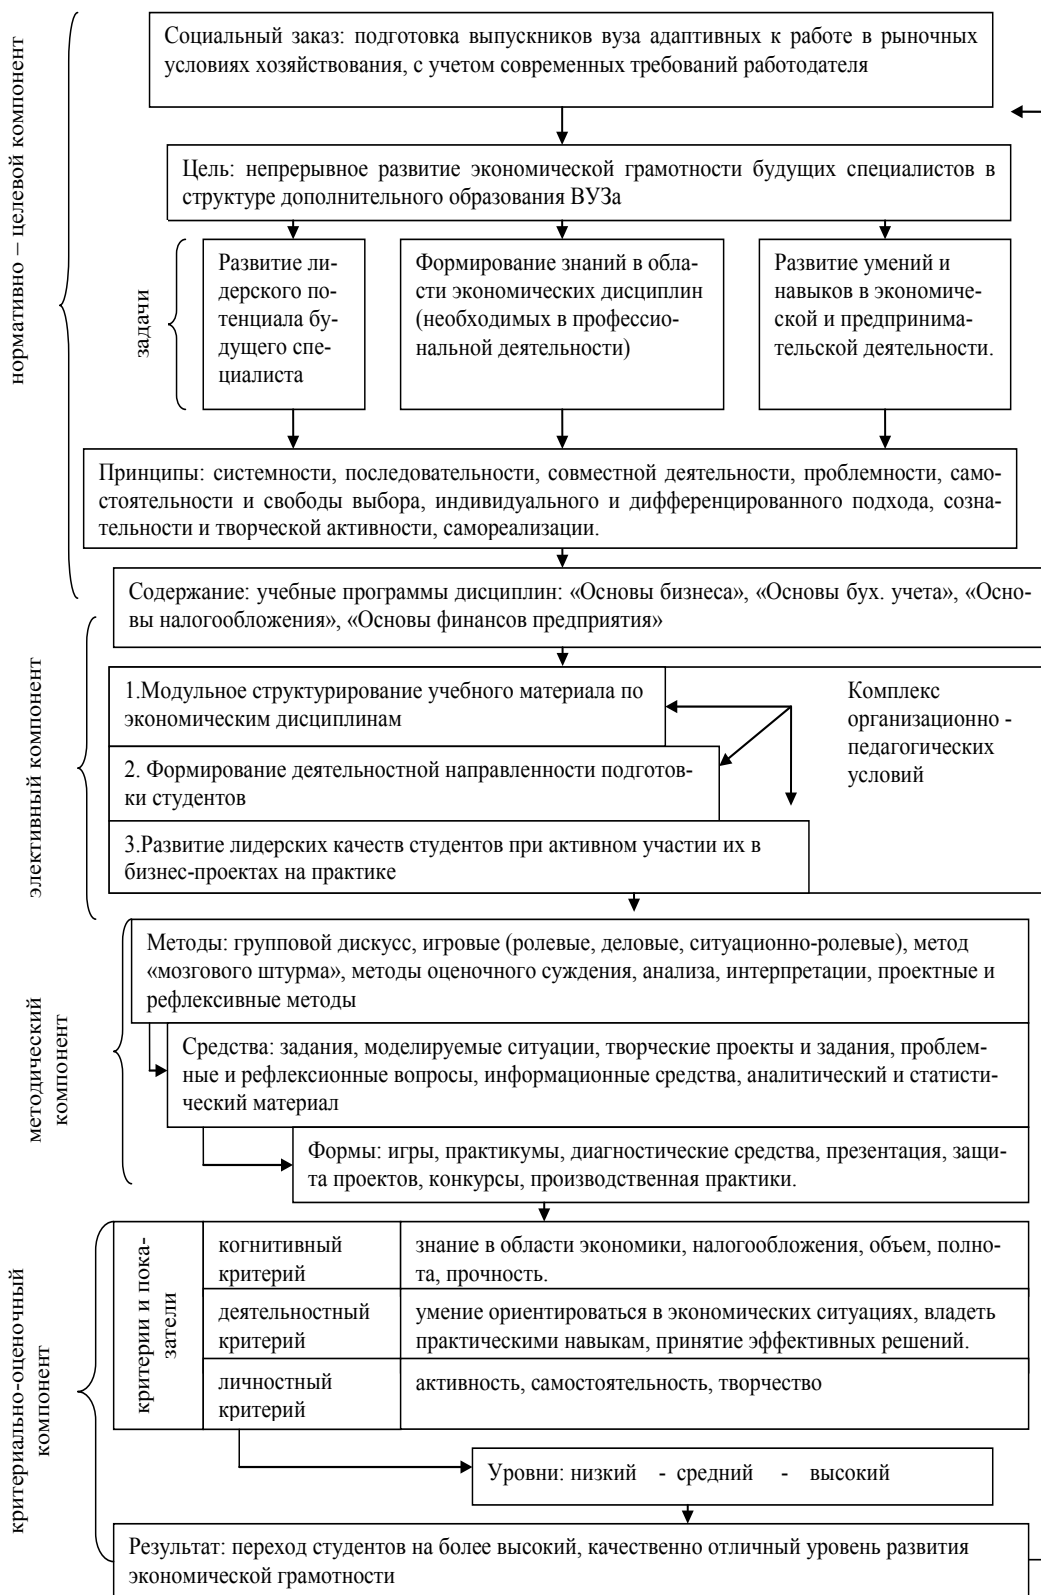 нормативно – целевой компонент
Социальный заказ: подготовка выпускников вуза адаптивных к работе в рыночных
условиях хозяйствования, с учетом современных требований работодателя
Цель: непрерывное развитие экономической грамотности будущих специалистов в
структуре дополнительного образования ВУЗа
задачи
Развитие ли-
дерского по-
тенциала бу-
дущего спе-
циалиста
Формирование знаний в обла-
сти экономических дисциплин
(необходимых в профессио-
нальной деятельности)
Развитие умений и
навыков в экономиче-
ской и предпринима-
тельской деятельности.
Принципы: системности, последовательности, совместной деятельности, проблемности, само-
стоятельности и свободы выбора, индивидуального и дифференцированного подхода, созна-
тельности и творческой активности, самореализации.
Содержание: учебные программы дисциплин: «Основы бизнеса», «Основы бух. учета», «Осно-
вы налогообложения», «Основы финансов предприятия»
элективный компонент
1.Модульное структурирование учебного материала по
экономическим дисциплинам
2. Формирование деятельностной направленности подготов-
ки студентов
3.Развитие лидерских качеств студентов при активном участии их в
бизнес-проектах на практике
Комплекс
организационно -
педагогических
условий
методический
компонент
Методы: групповой дискусс, игровые (ролевые, деловые, ситуационно-ролевые), метод
«мозгового штурма», методы оценочного суждения, анализа, интерпретации, проектные и
рефлексивные методы
Средства: задания, моделируемые ситуации, творческие проекты и задания, проблем-
ные и рефлексионные вопросы, информационные средства, аналитический и статисти-
ческий материал
Формы: игры, практикумы, диагностические средства, презентация, защи-
та проектов, конкурсы, производственная практики.
критериально-оценочный
компонент
критерии и пока-
затели
когнитивный
критерий
знание в области экономики, налогообложения, объем, полно-
та, прочность.
деятельностный
критерий
умение ориентироваться в экономических ситуациях, владеть
практическими навыкам, принятие эффективных решений.
личностный
критерий
активность, самостоятельность, творчество
Уровни: низкий - средний - высокий
Результат: переход студентов на более высокий, качественно отличный уровень развития
экономической грамотности